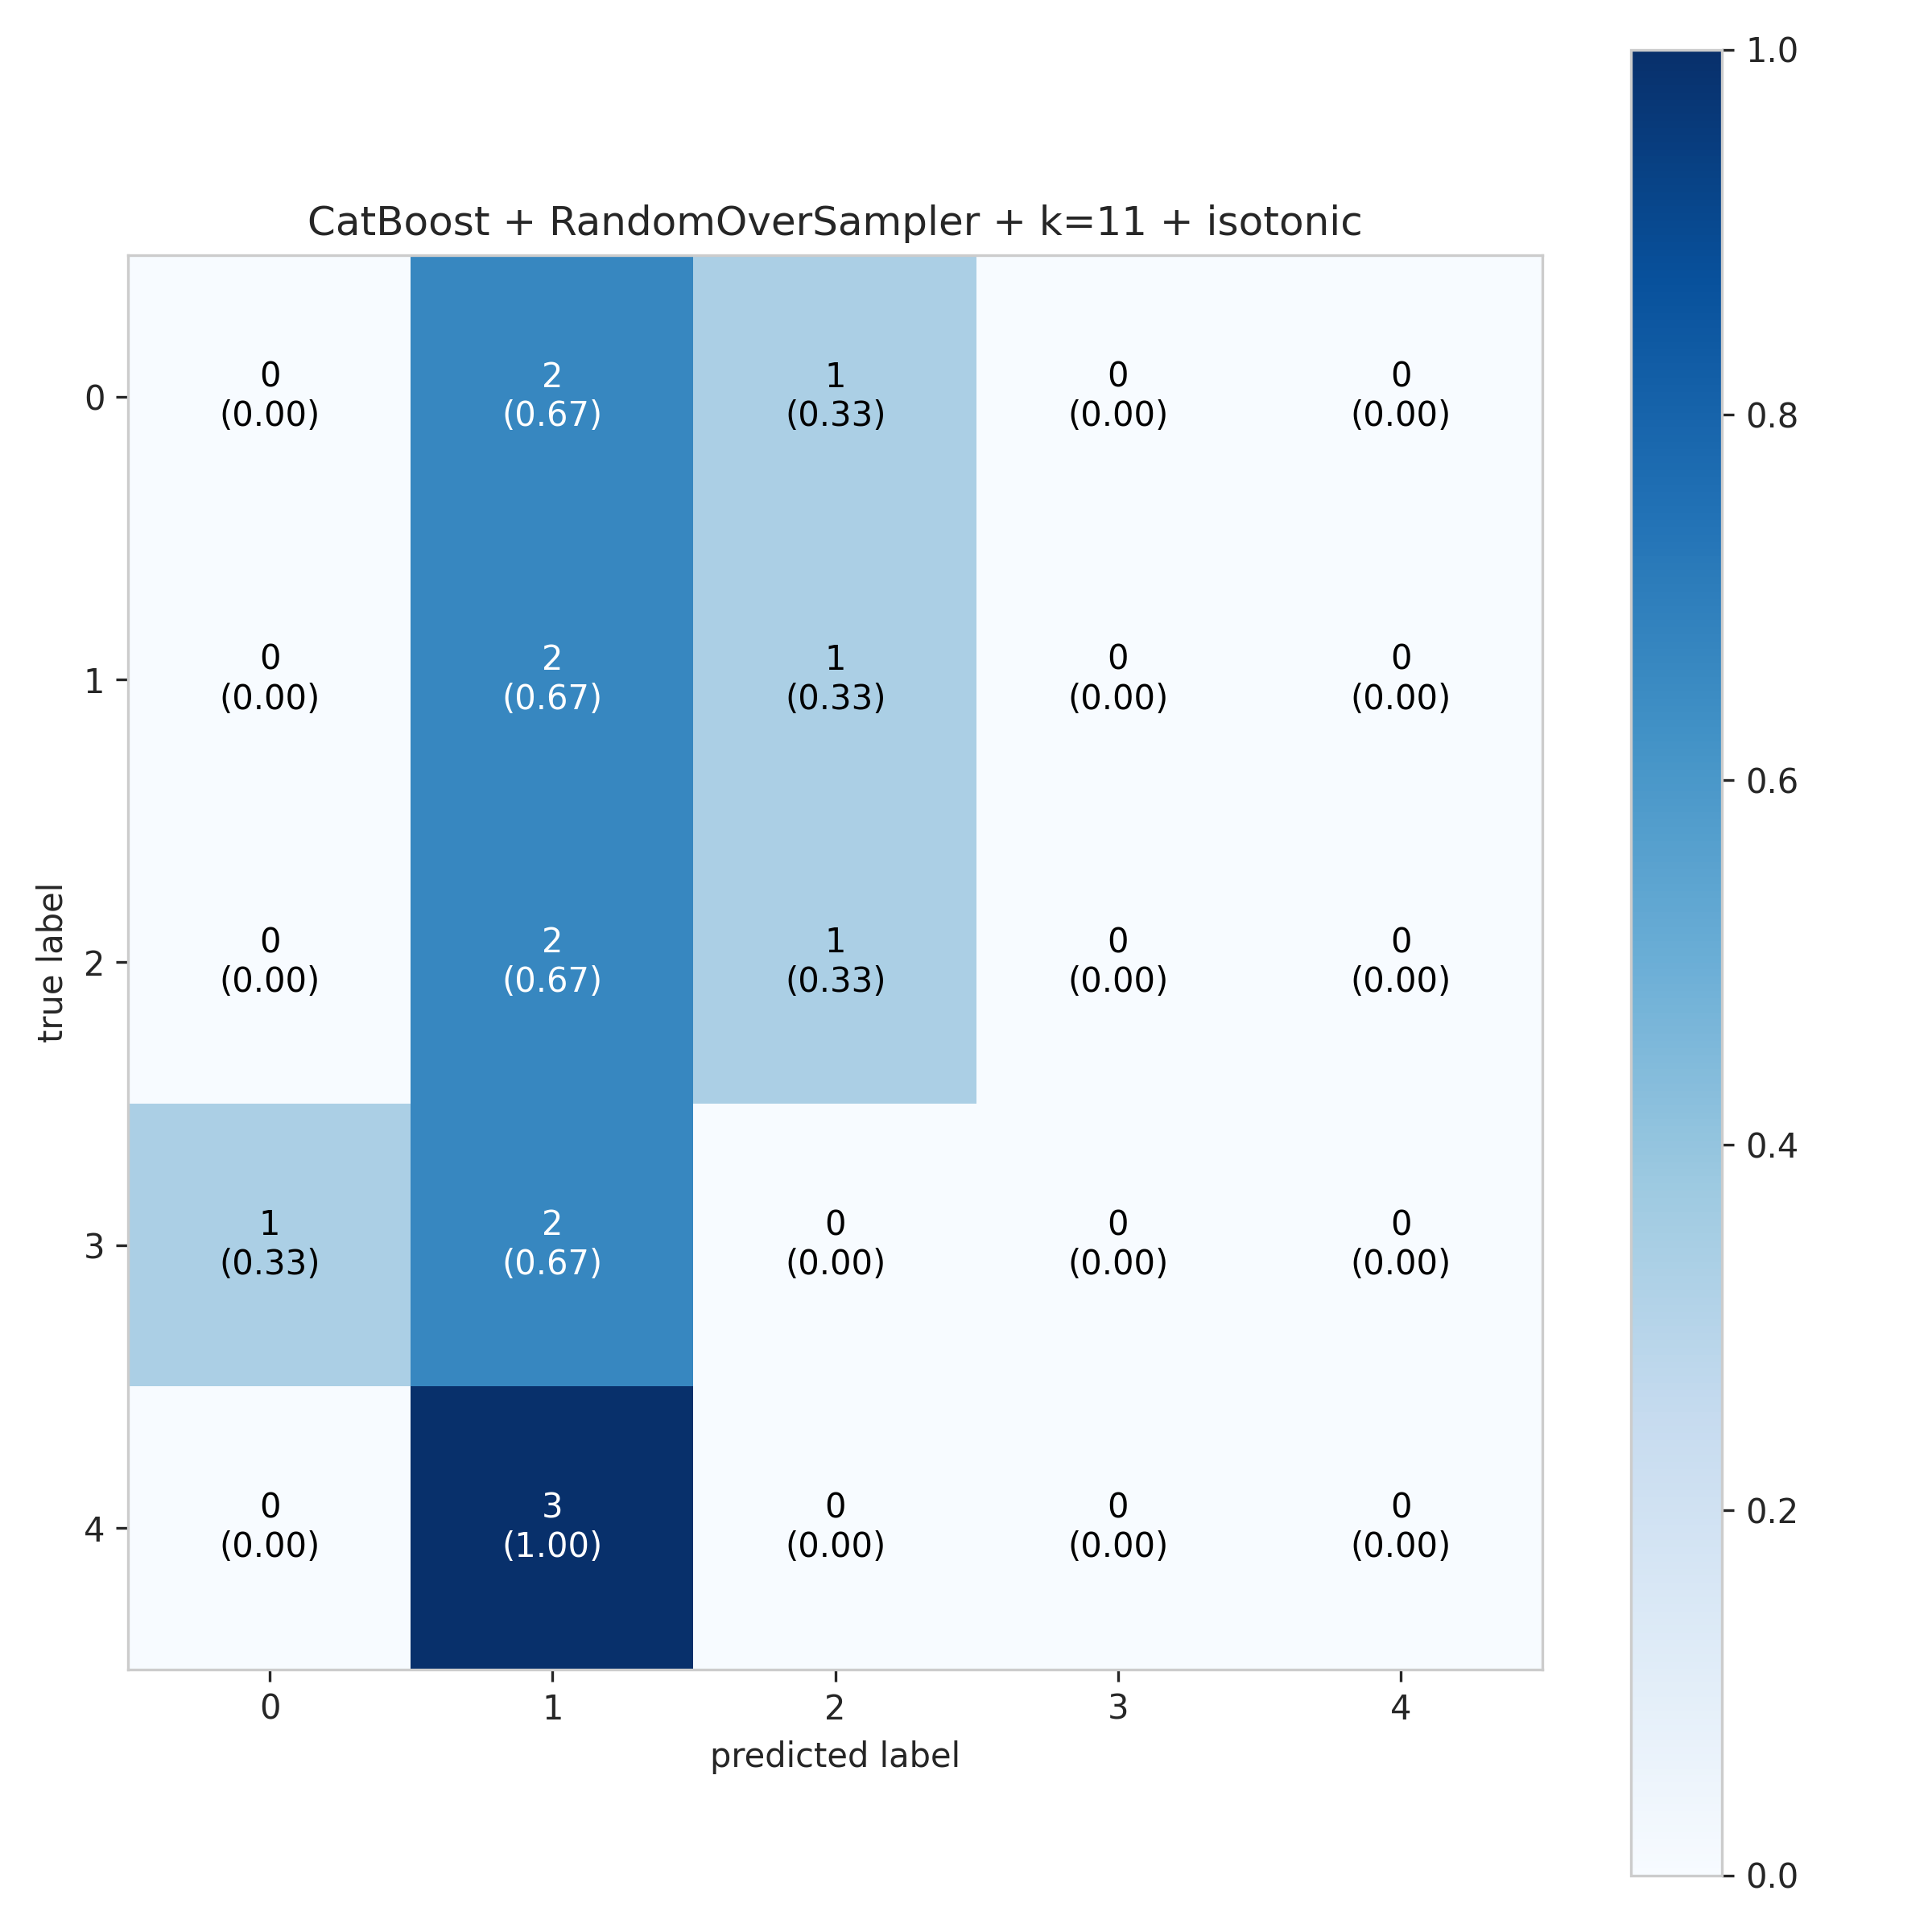 CatBoost + RandomOverSampler + k=11 + isotonic
1.0
0.8
0.6
0.4
0.2
0.0
true label
0
0 2 1 0 0
(0.00) (0.67) (0.33) (0.00) (0.00)
1
0 2 1 0 0
(0.00) (0.67) (0.33) (0.00) (0.00)
2
0 2 1 0 0
(0.00) (0.67) (0.33) (0.00) (0.00)
3
1 2 0 0 0
(0.33) (0.67) (0.00) (0.00) (0.00)
4
0 3 0 0 0
(0.00) (1.00) (0.00) (0.00) (0.00)
0 1 2 3 4
predicted label